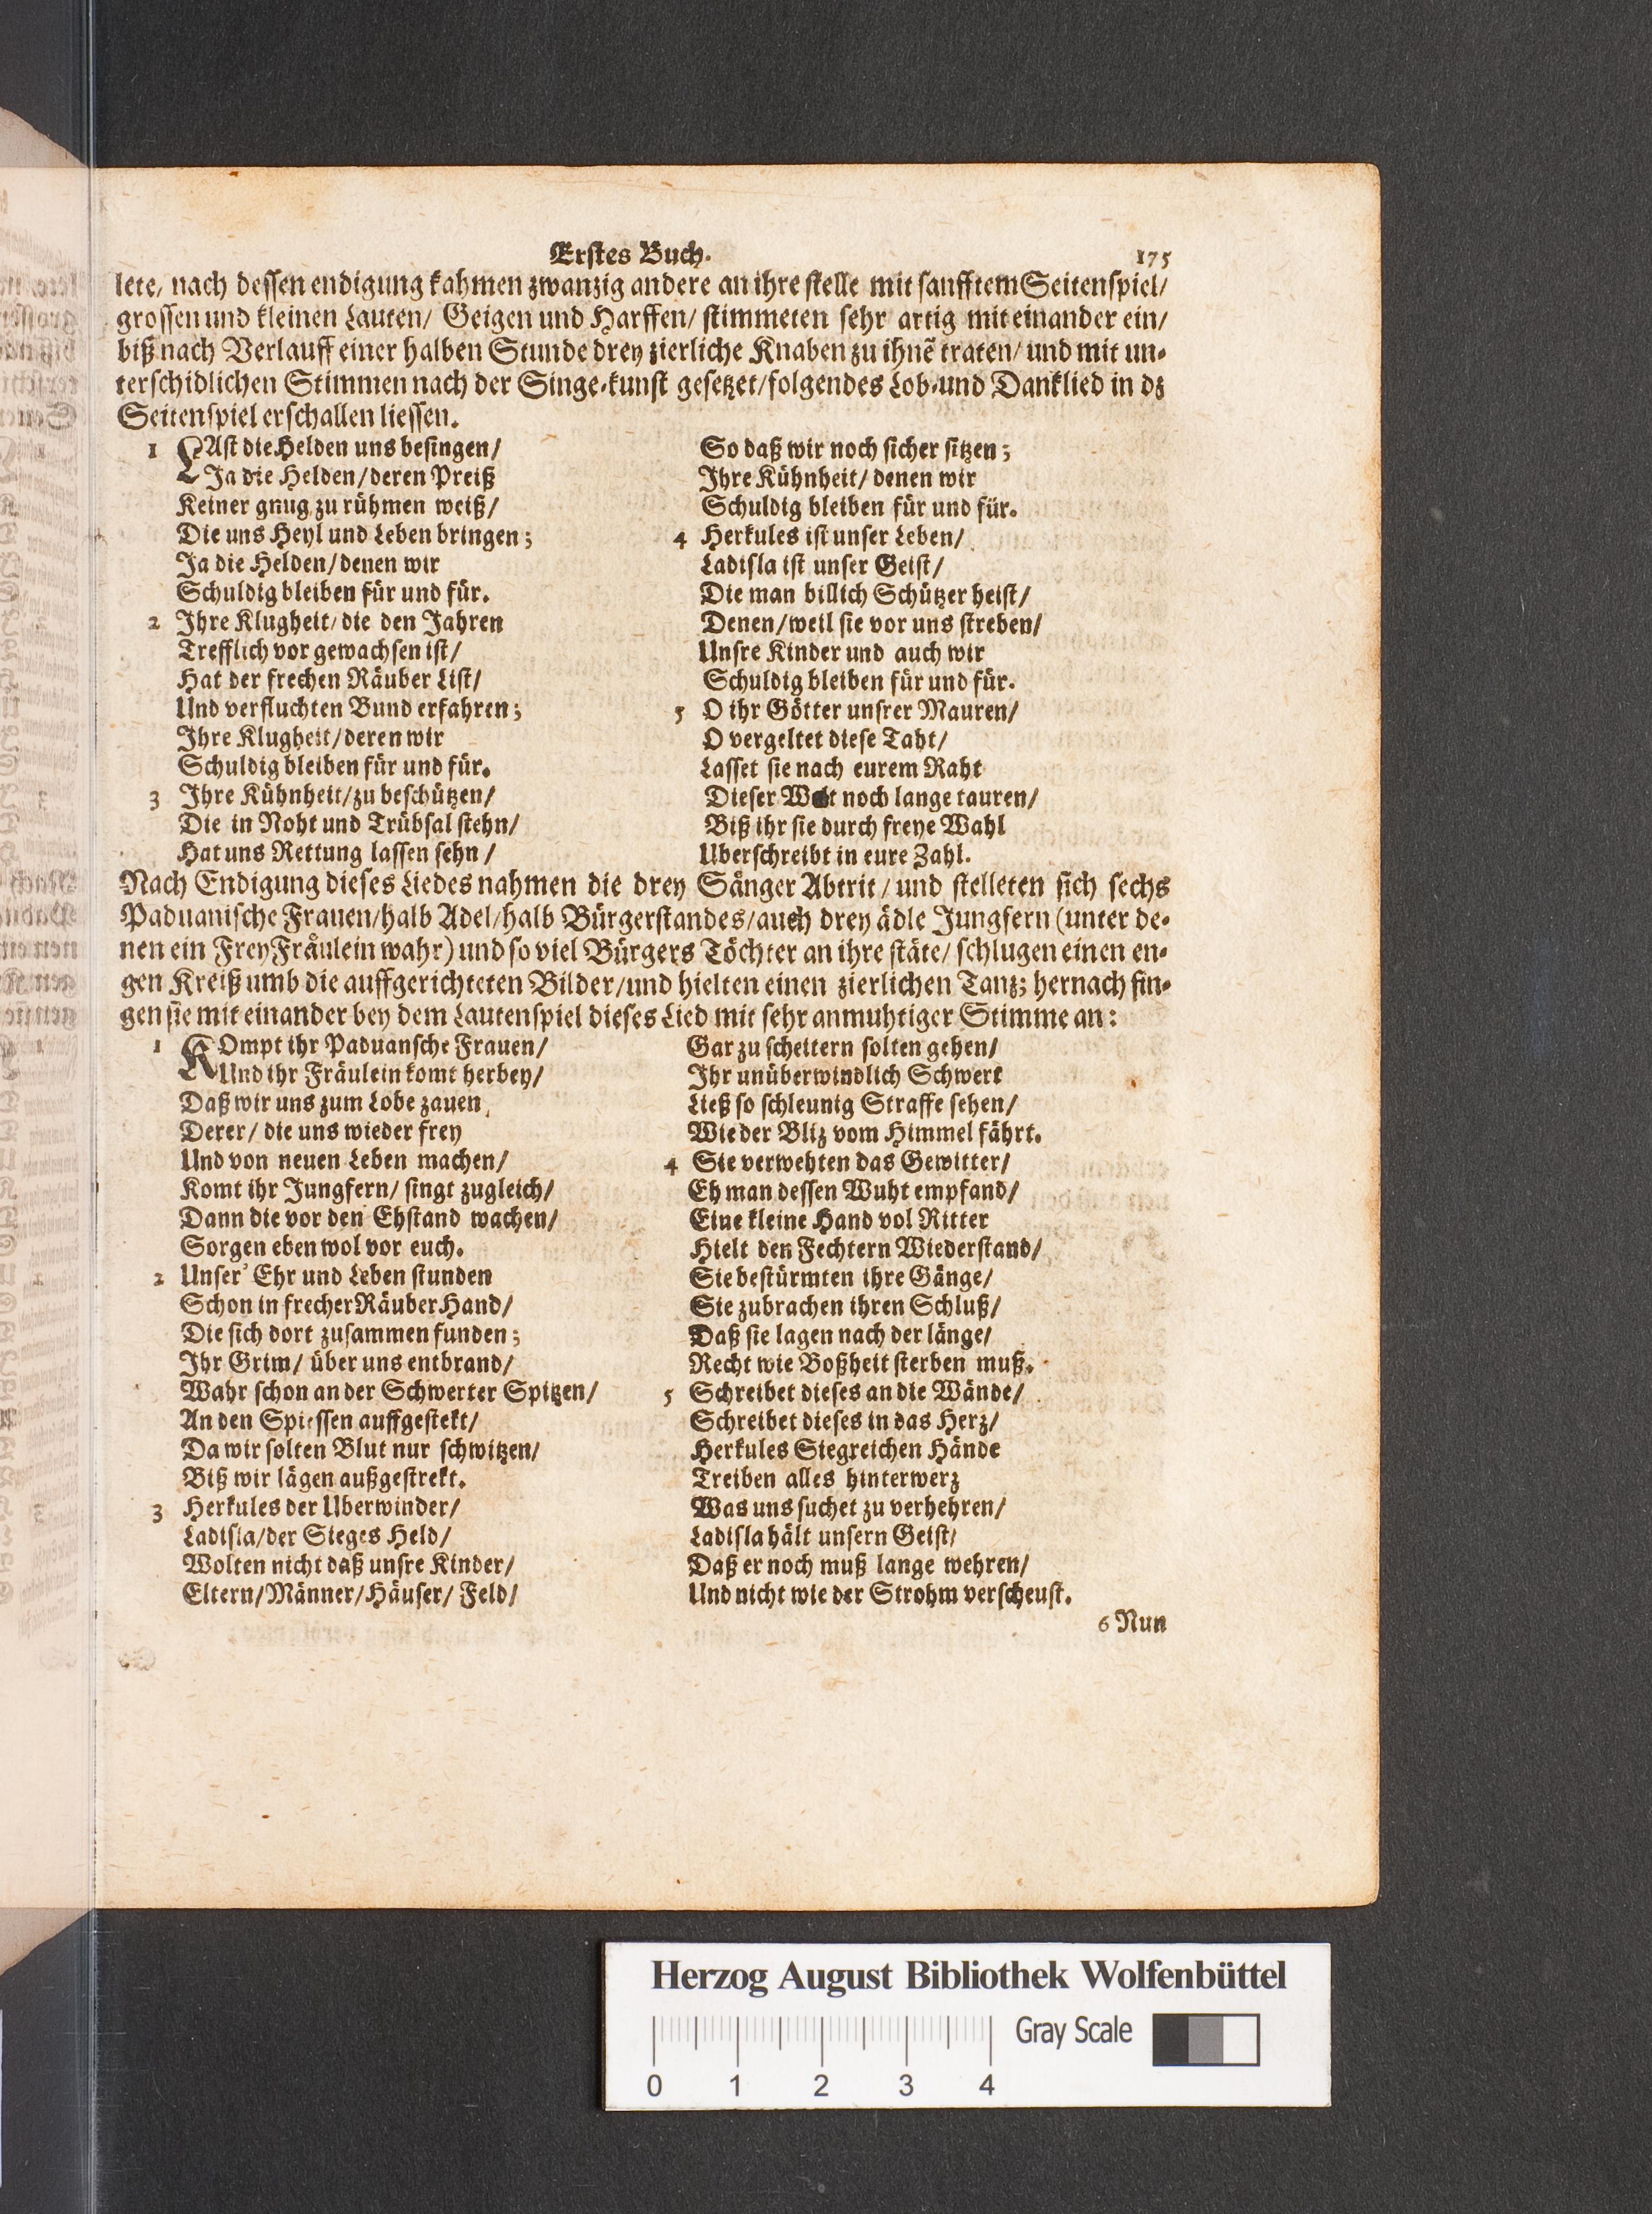 Erstes Buch. 175
lete/ nach dessen endigung kahmen zwanzig andere an ihre stelle mit sanfftem Seitenspiel/
grossen und kleinen Lauten/ Geigen und Harffen/ stimmeten sehr artig mit einander ein/
biß nach Verlauff einer halben Stunde drey zierliche Knaben zu ihnẽ traten/ und mit un-
terschidlichen Stimmen nach der Singe-kunst gesetzet/ folgendes Lob- und Danklied in dz
Seitenspiel erschallen liessen.
1 LAst die Helden uns besingen/
Ja die Helden/ deren Preiß
Keiner gnug zu rühmen weiß/
Die uns Heyl und Leben bringen;
Ja die Helden/ denen wir
Schuldig bleiben für und für.
2 Ihre Klugheit/ die den Jahren
Trefflich vor gewachsen ist/
Hat der frechen Räuber List/
Und verfluchten Bund erfahren;
Ihre Klugheit/ deren wir
Schuldig bleiben für und für.
3 Ihre Kühnheit/ zu beschützen/
Die in Noht und Trübsal stehn/
Hat uns Rettung lassen sehn/
So daß wir noch sicher sitzen;
Ihre Kühnheit/ denen wir
Schuldig bleiben für und für.
4 Herkules ist unser Leben/
Ladisla ist unser Geist/
Die man billich Schützer heist/
Denen/ weil sie vor uns streben/
Unsre Kinder und auch wir
Schuldig bleiben für und für.
5 O ihr Götter unsrer Mauren/
O vergeltet diese Taht/
Lasset sie nach eurem Raht
Dieser Welt noch lange tauren/
Biß ihr sie durch freye Wahl
Uberschreibt in eure Zahl.
Nach Endigung dieses Liedes nahmen die drey Sänger Abtrit/ und stelleten sich sechs
Paduanische Frauen/ halb Adel/ halb Bürgerstandes/ auch drey ädle Jungfern (unter de-
nen ein FreyFräulein wahr) und so viel Bürgers Töchter an ihre stäte/ schlugen einen en-
gen Kreiß umb die auffgerichteten Bilder/ und hielten einen zierlichen Tanz; hernach fin-
gen sie mit einander bey dem Lautenspiel dieses Lied mit sehr anmuhtiger Stimme an:
1 KOmpt ihr Paduansche Frauen/
Und ihr Fräulein komt herbey/
Daß wir uns zum Lobe zauen,
Derer/ die uns wieder frey
Und von neuen Leben machen/
Komt ihr Jungfern/ singt zugleich/
Dann die vor den Ehstand wachen/
Sorgen eben wol vor euch.
2 Unser' Ehr und Leben stunden
Schon in frecher Räuber Hand/
Die sich dort zusammen funden;
Ihr Grim/ über uns entbrand/
Wahr schon an der Schwerter Spitzen/
An den Spiessen auffgestekt/
Da wir solten Blut nur schwitzen/
Biß wir lägen außgestrekt.
3 Herkules der Uberwinder/
Ladisla/ der Sieges Held/
Wolten nicht daß unsre Kinder/
Eltern/ Männer/ Häuser/ Feld/
Gar zu scheitern solten gehen/
Ihr unüberwindlich Schwert
Ließ so schleunig Straffe sehen/
Wie der Bliz vom Himmel fährt.
4 Sie verwehten das Gewitter/
Eh man dessen Wuht empfand/
Eine kleine Hand vol Ritter
Hielt den Fechtern Wiederstand/
Sie bestürmten ihre Gänge/
Sie zubrachen ihren Schluß/
Daß sie lagen nach der länge/
Recht wie Boßheit sterben muß.
5 Schreibet dieses an die Wände/
Schreibet dieses in das Herz/
Herkules Siegreichen Hände
Treiben alles hinterwerz
Was uns suchet zu verhehren/
Ladisla hält unsern Geist/
Daß er noch muß lange wehren/
Und nicht wie der Strohm verscheust.
6 Nun
Herzog August Bibliothek Wolfenbüttel
Gray Scale
0 1 2 3 4